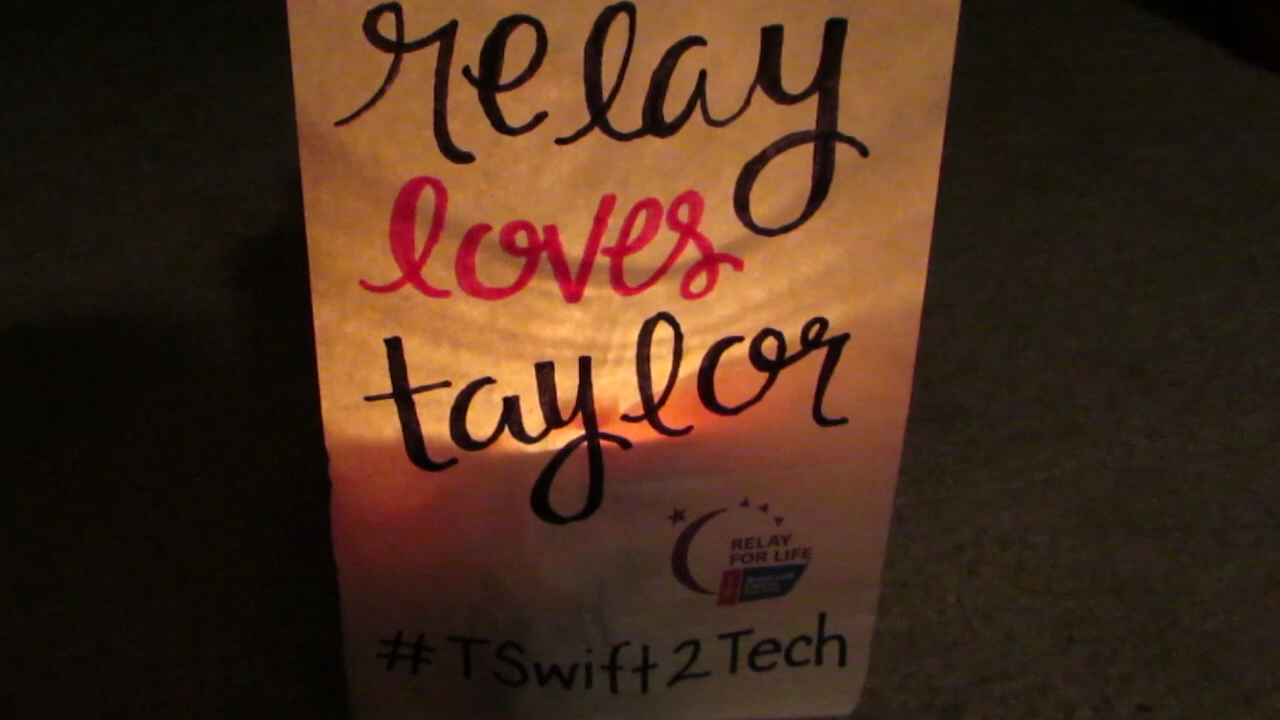 relay
loves
taylor
RELAY
FOR LIFE
#TSwift2Tech